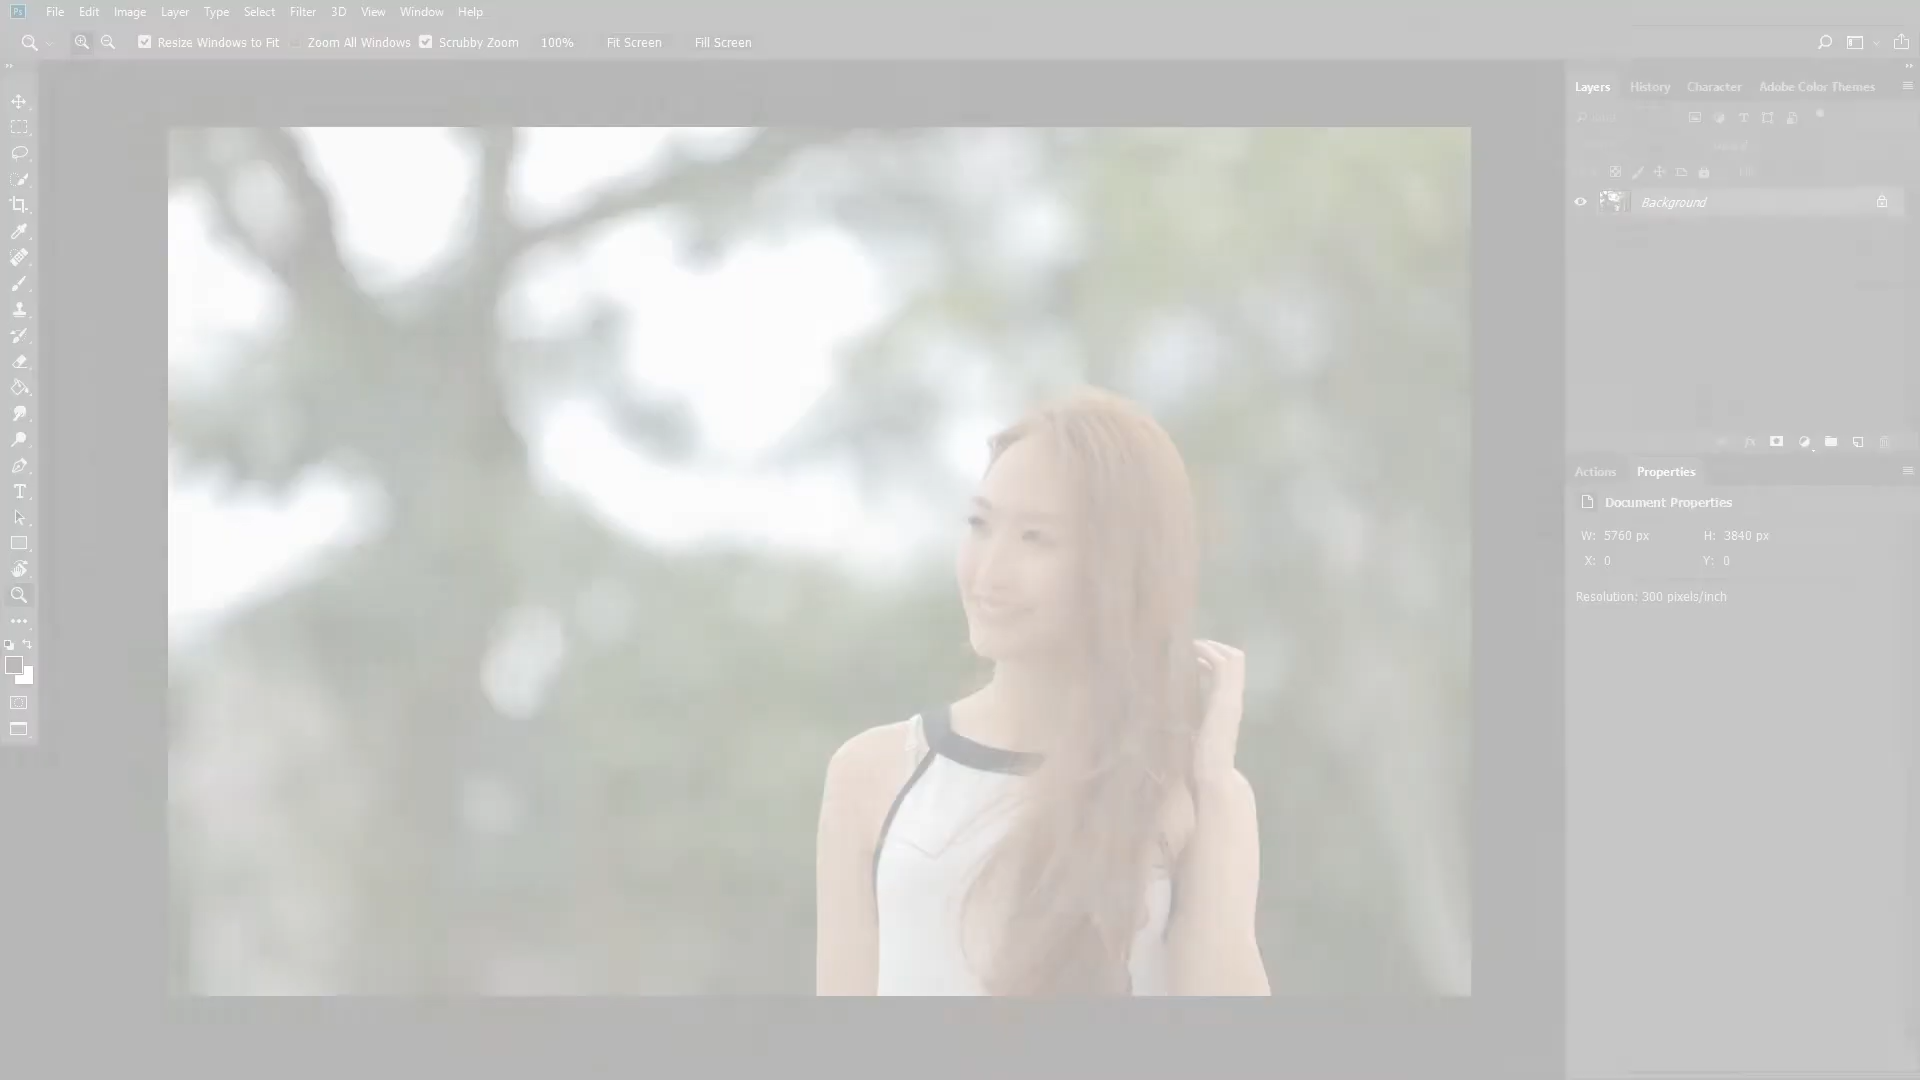 Ps File Edit Image Layer Type Select Filter 3D View Window Help
Resize Windows to Fit Zoom All Windows Scrubby Zoom 100% Fit Screen Fill Screen
Layers History Character Adobe Color Themes
Background
fx
Actions Properties
Document Properties
W: 5760 px H: 3840 px
X: 0 Y: 0
Resolution: 300 pixels/inch